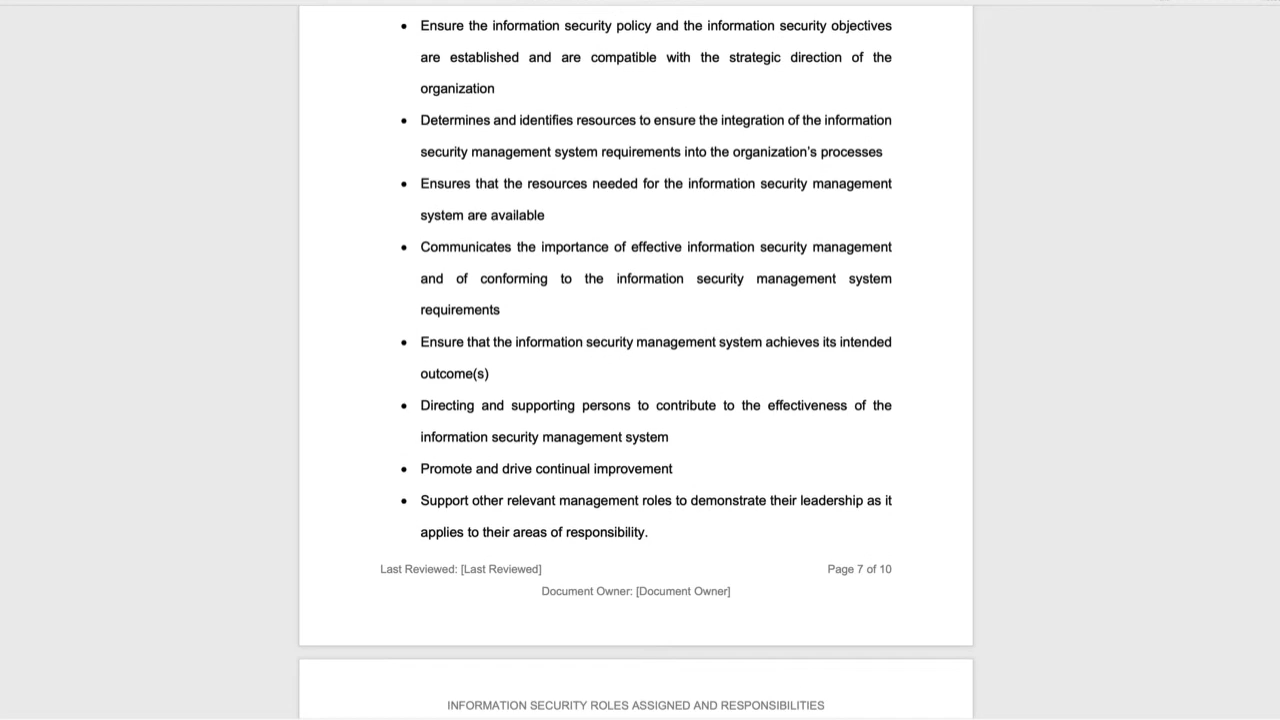 • Ensure the information security policy and the information security objectives
are established and are compatible with the strategic direction of the
organization
• Determines and identifies resources to ensure the integration of the information
security management system requirements into the organization's processes
• Ensures that the resources needed for the information security management
system are available
• Communicates the importance of effective information security management
and of conforming to the information security management system
requirements
• Ensure that the information security management system achieves its intended
outcome(s)
• Directing and supporting persons to contribute to the effectiveness of the
information security management system
• Promote and drive continual improvement
• Support other relevant management roles to demonstrate their leadership as it
applies to their areas of responsibility.
Last Reviewed: [Last Reviewed] Page 7 of 10
Document Owner: [Document Owner]
INFORMATION SECURITY ROLES ASSIGNED AND RESPONSIBILITIES